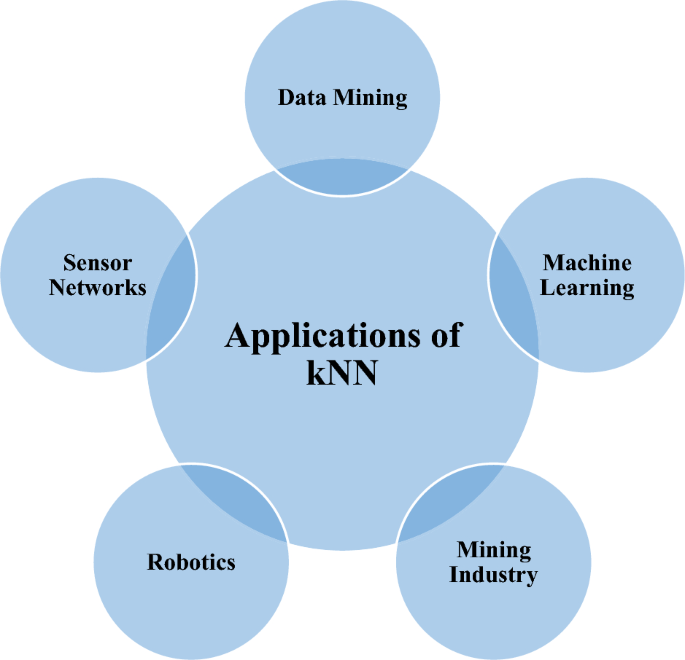 Data Mining
Sensor
Networks
Machine
Learning
Applications of
kNN
Robotics
Mining
Industry